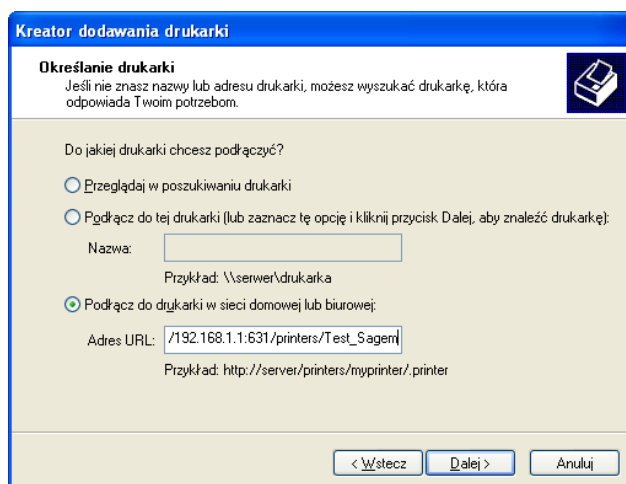 Kreator dodawania drukarki
Określanie drukarki
Jeśli nie znasz nazwy lub adresu drukarki, możesz wyszukać drukarkę, która
odpowiada Twoim potrzebom.
Do jakiej drukarki chcesz podłączyć?
Przeglądaj w poszukiwaniu drukarki
Podłącz do tej drukarki (lub zaznacz tę opcję i kliknij przycisk Dalej, aby znaleźć drukarkę):
Nazwa:
Przykład: \\serwer\drukarka
Podłącz do drukarki w sieci domowej lub biurowej:
Adres URL: /192.168.1.1:631/printers/Test_Sagem
Przykład: http://server/printers/myprinter/.printer
< Wstecz Dalej > Anuluj